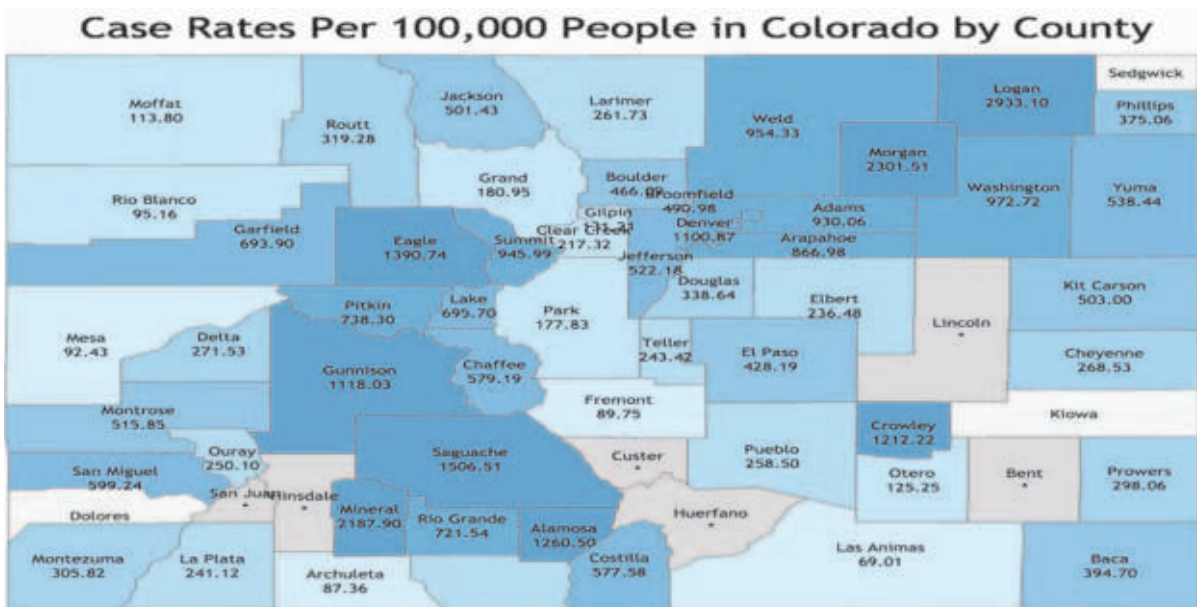 Case Rates Per 100,000 People in Colorado by County
Moffat
113.80
Routt
319.28
Jackson
501.43
Larimer
261.73
Weld
954.33
Logan
2933.10
Sedgwick
Phillips
375.06
Morgan
2301.51
Washington
972.72
Yuma
538.44
Rio Blanco
95.16
Grand
180.95
Boulder
466.09
Broomfield
490.98
Gilpin
Clear Creek
217.32
Denver
1100.87
Adams
930.06
Arapahoe
866.98
Garfield
693.90
Eagle
1390.74
Summit
945.99
Jefferson
522.18
Douglas
338.64
Elbert
236.48
Lincoln
*
Kit Carson
503.00
Mesa
92.43
Delta
271.53
Pitkin
738.30
Lake
695.70
Park
177.83
Teller
243.42
El Paso
428.19
Cheyenne
268.53
Gunnison
1118.03
Chaffee
579.19
Fremont
89.75
Kiowa
Montrose
515.85
Ouray
250.10
Saguache
1506.51
Custer
*
Pueblo
258.50
Crowley
1212.22
Otero
125.25
Bent
*
Prowers
298.06
San Miguel
599.24
San Juan
*
Hinsdale
*
Mineral
2187.90
Rio Grande
721.54
Alamosa
1260.50
Huerfano
*
Dolores
Montezuma
305.82
La Plata
241.12
Archuleta
87.36
Costilla
577.58
Las Animas
69.01
Baca
394.70